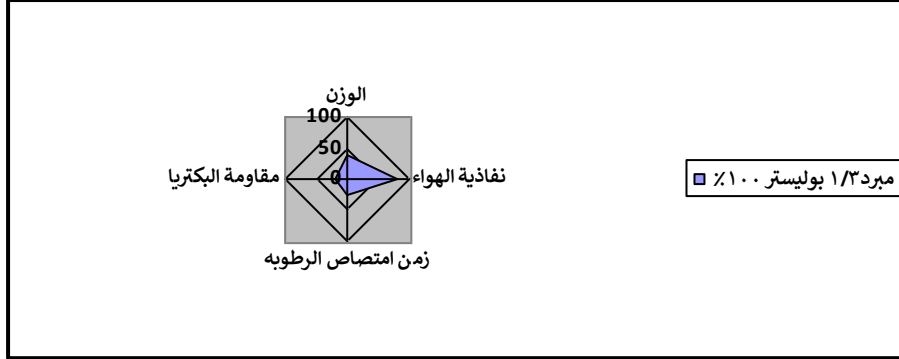 الوزن
100
50
0
نفاذية الهواء
مقاومة البكتريا
زمن امتصاص الرطوبه
مبرد١/٣ بوليستر ١٠٠٪